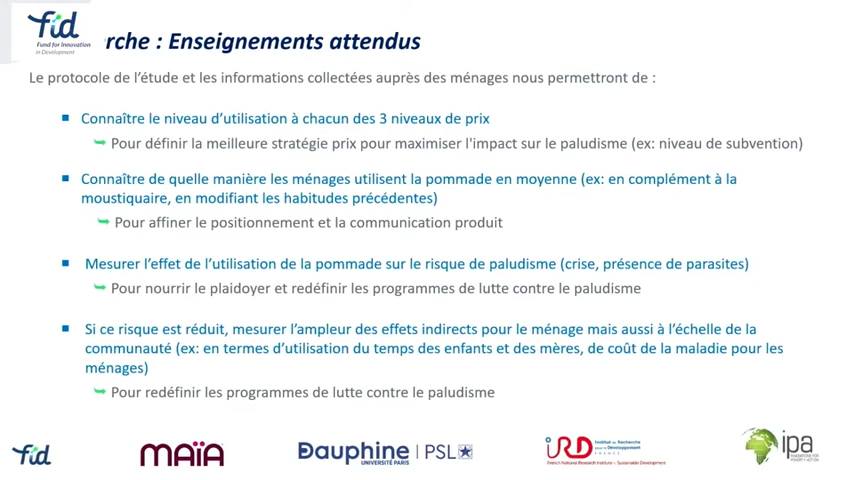 fid
Fund for Innovation
in Development
rche : Enseignements attendus
Le protocole de l'étude et les informations collectées auprès des ménages nous permettront de :
Connaître le niveau d'utilisation à chacun des 3 niveaux de prix
Pour définir la meilleure stratégie prix pour maximiser l'impact sur le paludisme (ex: niveau de subvention)
Connaître de quelle manière les ménages utilisent la pommade en moyenne (ex: en complément à la
moustiquaire, en modifiant les habitudes précédentes)
Pour affiner le positionnement et la communication produit
Mesurer l'effet de l'utilisation de la pommade sur le risque de paludisme (crise, présence de parasites)
Pour nourrir le plaidoyer et redéfinir les programmes de lutte contre le paludisme
Si ce risque est réduit, mesurer l'ampleur des effets indirects pour le ménage mais aussi à l'échelle de la
communauté (ex: en termes d'utilisation du temps des enfants et des mères, de coût de la maladie pour les
ménages)
Pour redéfinir les programmes de lutte contre le paludisme
fid
MAÏA
Dauphine | PSL
UNIVERSITÉ PARIS
IRD
Institut de Recherche
pour le Développement
FRANCE
French National Research Institute for Sustainable Development
ipa
INNOVATIONS FOR
POVERTY ACTION